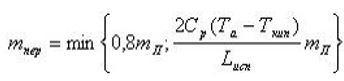 m_пер = min { 0,8m_П ; 2C_p (T_a − T_кип) / L_исп m_П }